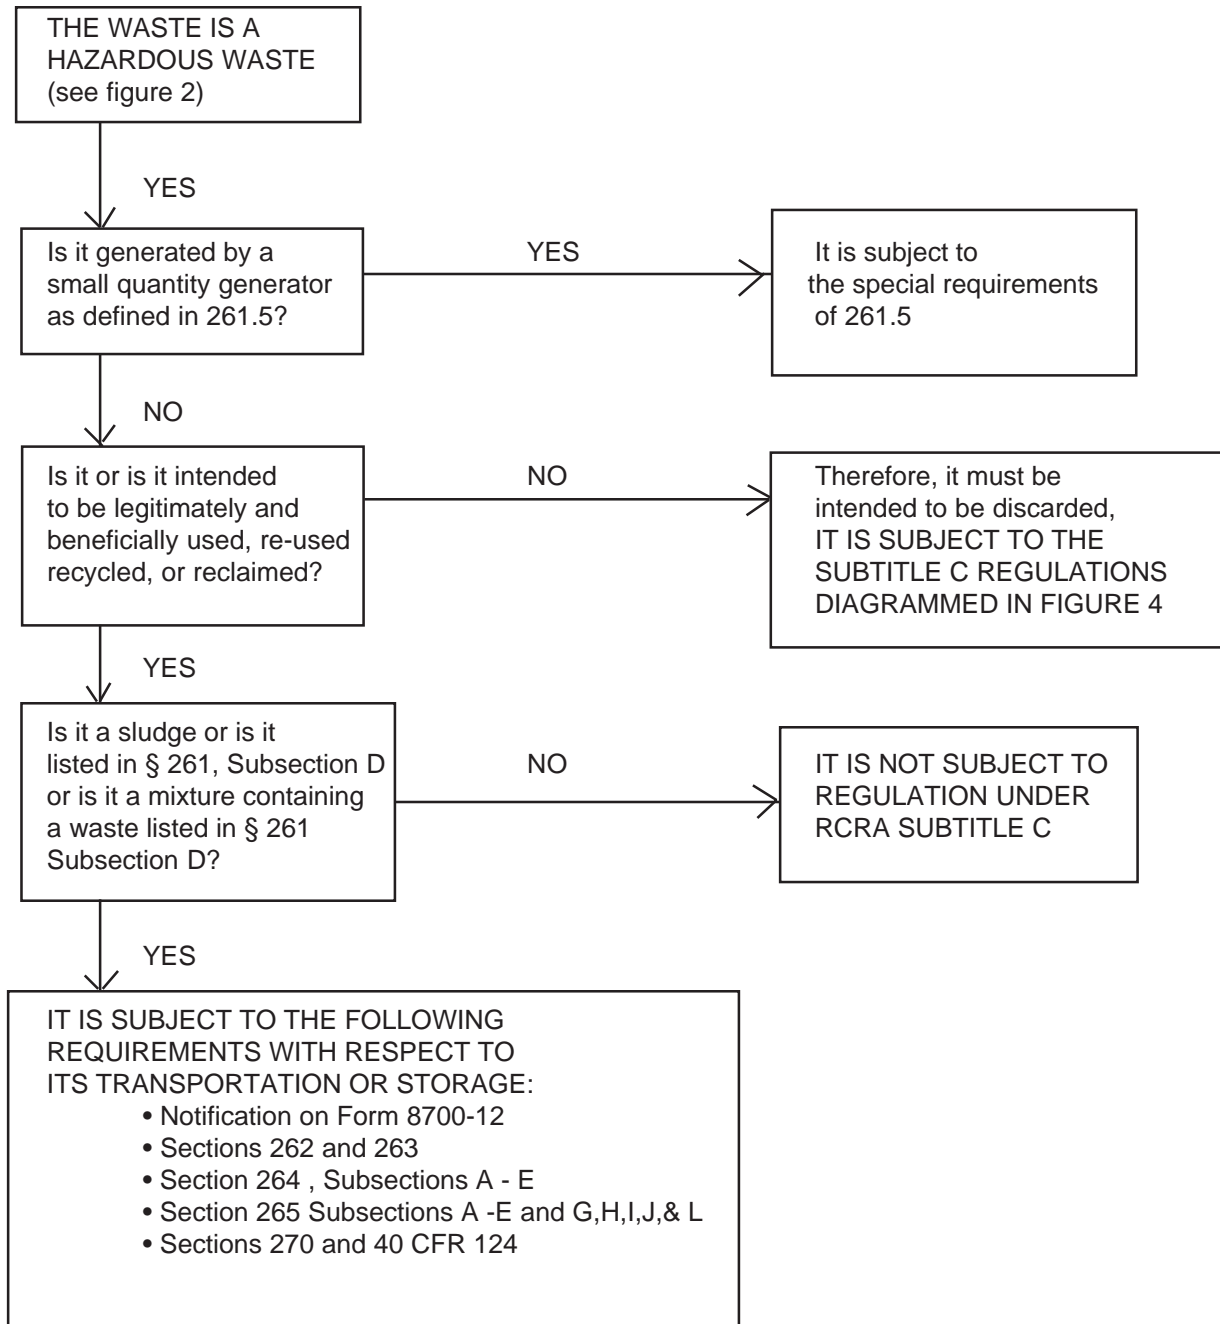 THE WASTE IS A
HAZARDOUS WASTE
(see figure 2)
YES
Is it generated by a
small quantity generator
as defined in 261.5?
YES
It is subject to
the special requirements
of 261.5
NO
Is it or is it intended
to be legitimately and
beneficially used, re-used
recycled, or reclaimed?
NO
Therefore, it must be
intended to be discarded,
IT IS SUBJECT TO THE
SUBTITLE C REGULATIONS
DIAGRAMMED IN FIGURE 4
YES
Is it a sludge or is it
listed in § 261, Subsection D
or is it a mixture containing
a waste listed in § 261
Subsection D?
NO
IT IS NOT SUBJECT TO
REGULATION UNDER
RCRA SUBTITLE C
YES
IT IS SUBJECT TO THE FOLLOWING
REQUIREMENTS WITH RESPECT TO
ITS TRANSPORTATION OR STORAGE:
• Notification on Form 8700-12
• Sections 262 and 263
• Section 264 , Subsections A - E
• Section 265 Subsections A -E and G,H,I,J,& L
• Sections 270 and 40 CFR 124